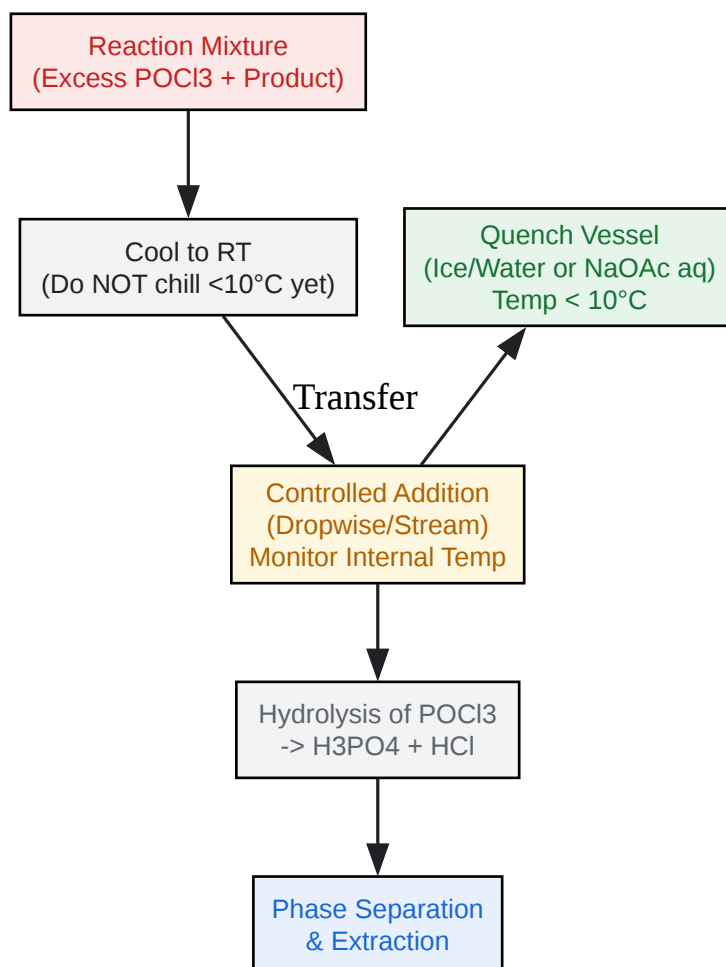 Reaction Mixture
(Excess POCl3 + Product)
Cool to RT
(Do NOT chill <10°C yet)
Quench Vessel
(Ice/Water or NaOAc aq)
Temp < 10°C
Transfer
Controlled Addition
(Dropwise/Stream)
Monitor Internal Temp
Hydrolysis of POCl3
-> H3PO4 + HCl
Phase Separation
& Extraction